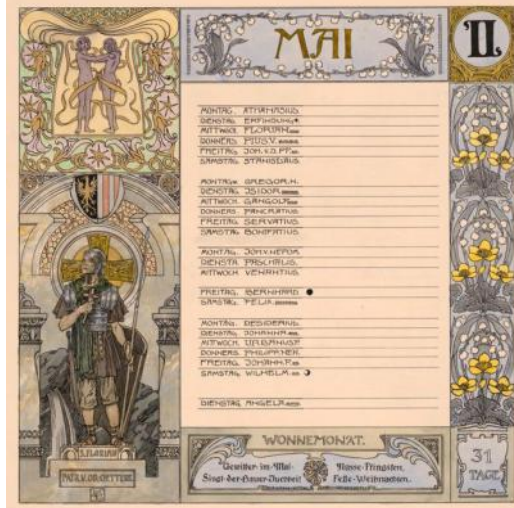 MAI
II.
MONTAG. ATHANASIUS.
DIENSTAG. ERFINDUNG
MITTWOCH. FLORIAN
DONNERS. PIUS.V.
FREITAG. JOH.V.D.PF.
SAMSTAG. STANISLAUS.
MONTAG. GREGOR.N.
DIENSTAG. ISIDOR
MITTWOCH. GANGOLF
DONNERS. PANCRATIUS.
FREITAG. SERVATIUS.
SAMSTAG. BONIFATIUS
MONTAG. JOH.V.NEPOM.
DIENSTA. PASCHALIS.
MITTWOCH. VENANTIUS.
FREITAG. BERNHARD
SAMSTAG. FELIX
MONTAG. DESIDERIUS.
DIENSTAG. JOHANNA
MITTWOCH. URBANUS.P.
DONNERS. PHILIPP.NERI.
FREITAG. JOHANN.P.
SAMSTAG. WILHELM.
DIENSTAG. ANGELA
S.FLORIAN
WONNEMONAT.
Gewitter-im-Mai-
Singt-der-Bauer-Juchhei!
Nasse-Pfingsten,
Fette-Weihnachten.
31
TAGE.